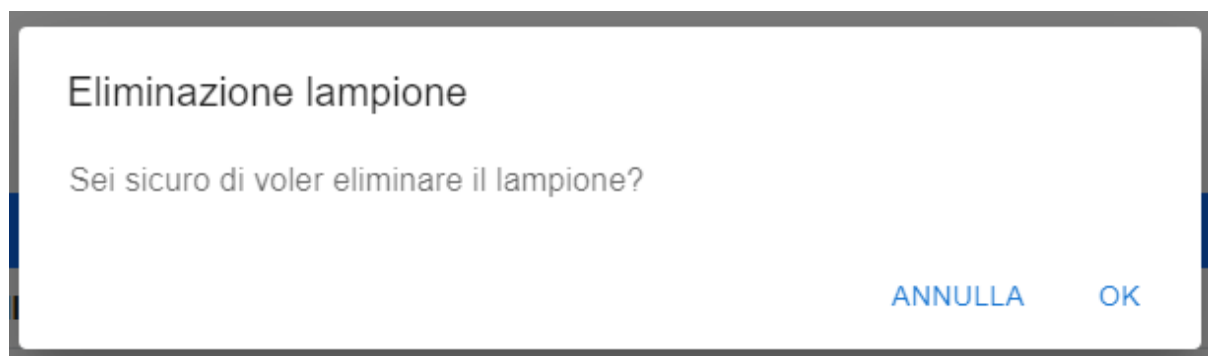 Eliminazione lampione
Sei sicuro di voler eliminare il lampione?
ANNULLA OK